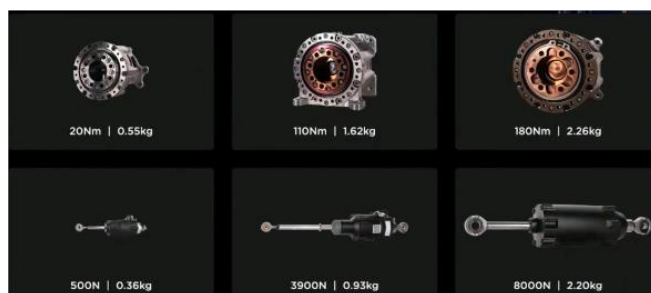 20Nm | 0.55kg
110Nm | 1.62kg
180Nm | 2.26kg
500N | 0.36kg
3900N | 0.93kg
8000N | 2.20kg